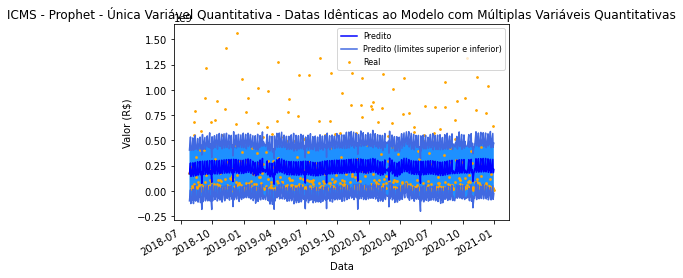 ICMS - Prophet - Única Variável Quantitativa - Datas Idênticas ao Modelo com Múltiplas Variáveis Quantitativas
1e9
Predito
Predito (limites superior e inferior)
Real
1.50
1.25
1.00
0.75
0.50
0.25
0.00
−0.25
Valor (R$)
2018-07
2018-10
2019-01
2019-04
2019-07
2019-10
2020-01
2020-04
2020-07
2020-10
2021-01
Data